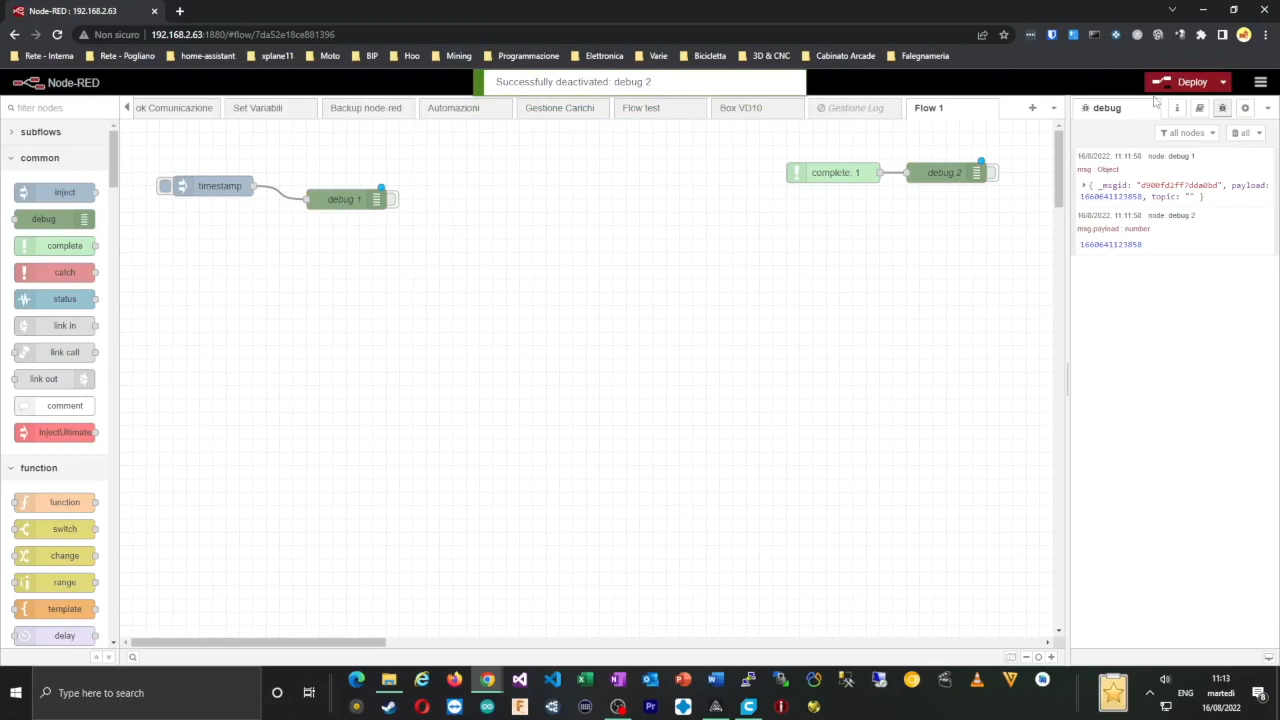 Node-RED: 192.168.2.63
Non sicuro 192.168.2.63:1880/#flow/7da52e18ce881396
Rete - Interna
Rete - Pogliano
home-assistant
xplane11
Moto
BIP
Hoo
Mining
Programmazione
Elettronica
Varie
Bicicletta
3D & CNC
Cabinato Arcade
Falegnameria
Node-RED
Successfully deactivated: debug 2
Deploy
filter nodes
ok Comunicazione
Set Variabili
Backup node-red
Automazioni
Gestione Carichi
Flow test
Box VD10
Gestione Log
Flow 1
debug
all nodes
all
subflows
common
inject
debug
complete
catch
status
link in
link call
link out
comment
InjectUltimate
function
function
switch
change
range
template
delay
timestamp
debug 1
complete: 1
debug 2
16/8/2022, 11:11:58 node: debug 1
msg : Object
{ _msgid: "d900fd2ff7dda0bd", payload:
1660641123858, topic: "" }
16/8/2022, 11:11:58 node: debug 2
msg.payload : number
1660641123858
Type here to search
ENG
11:13
martedì
16/08/2022
8